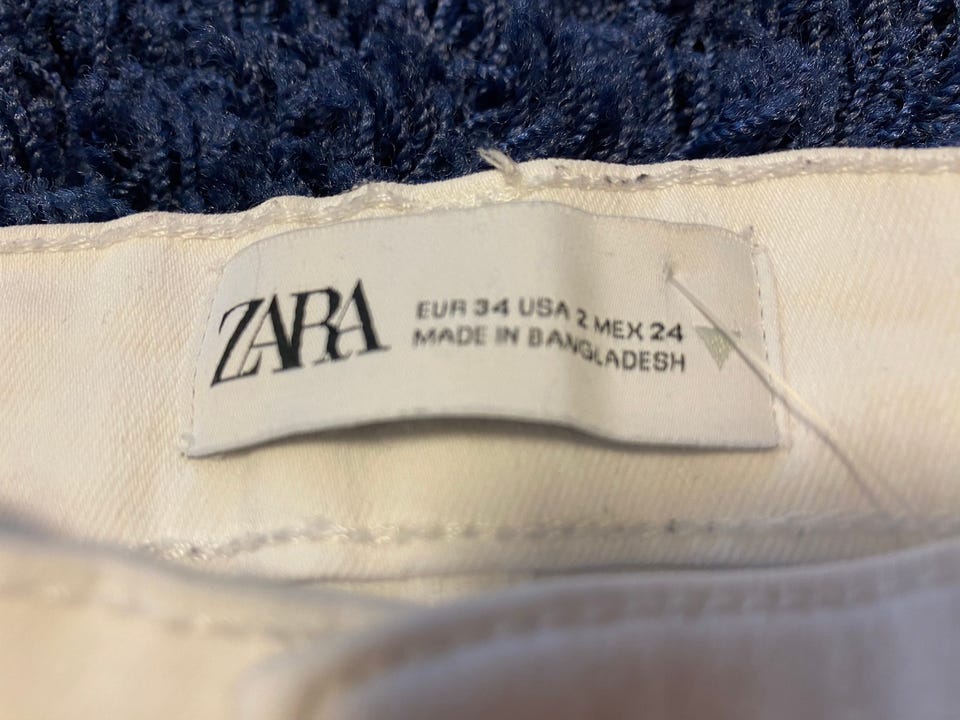 ZARA
EUR 34 USA 2 MEX 24
MADE IN BANGLADESH